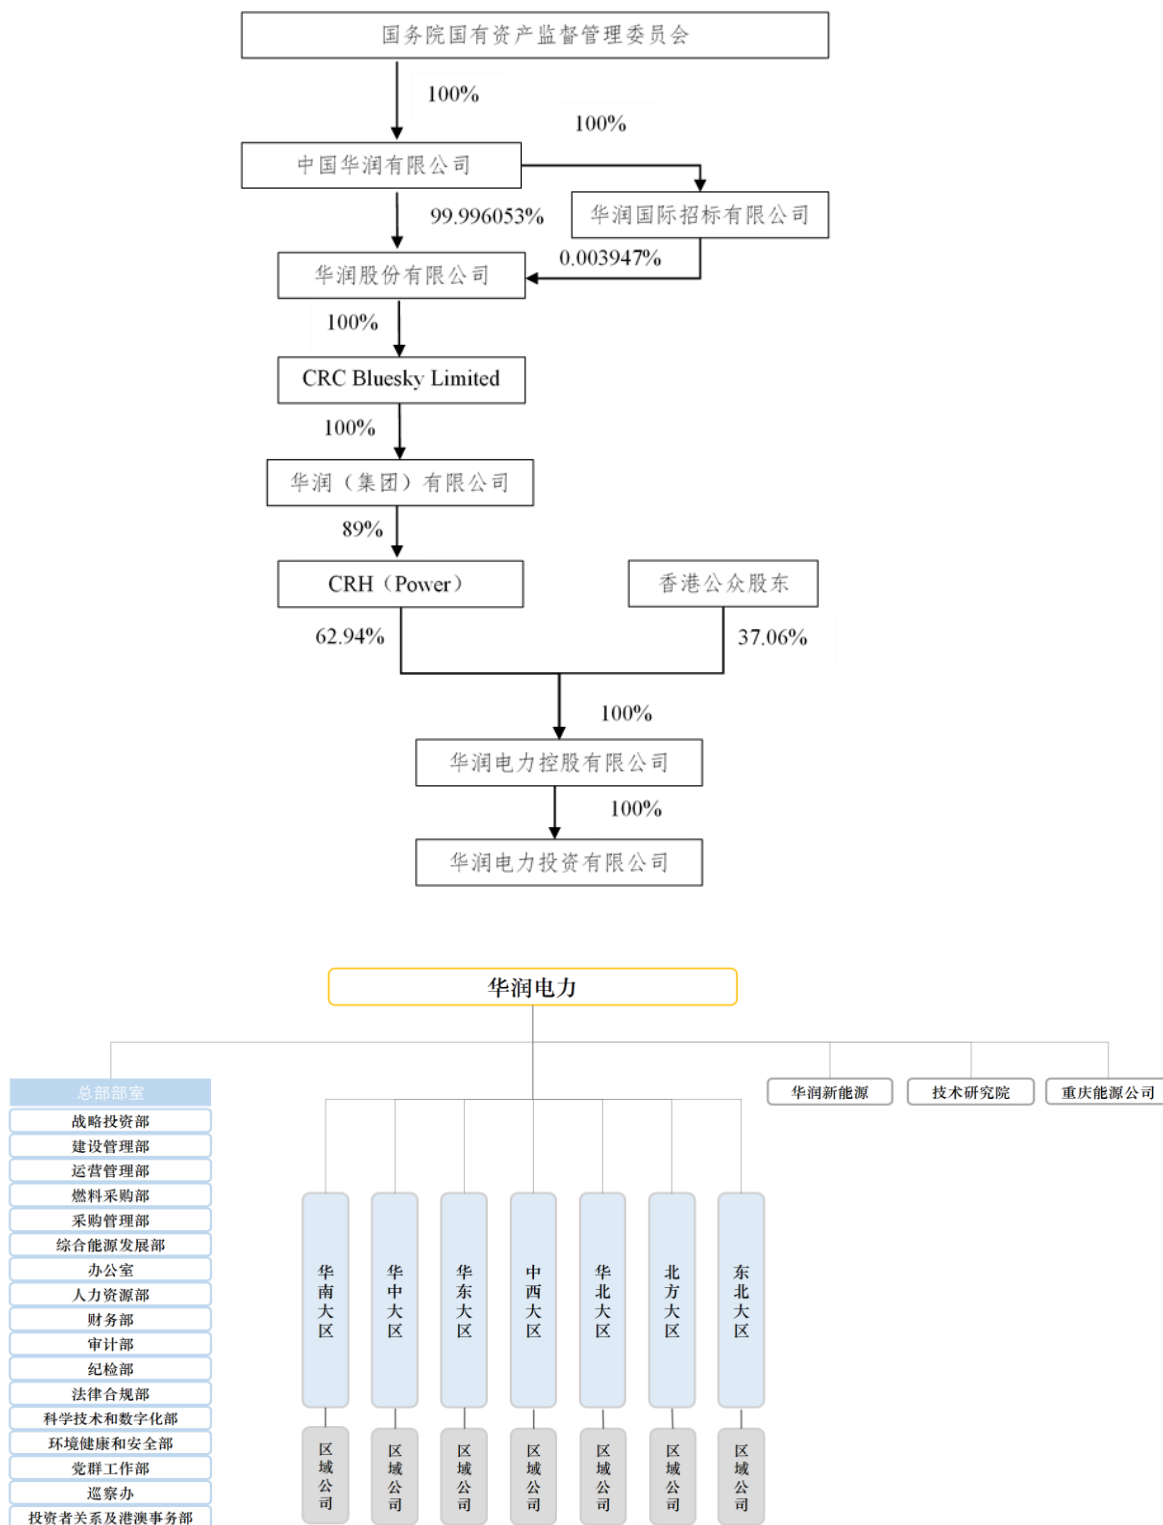 国务院国有资产监督管理委员会
100%
100%
中国华润有限公司
99.996053%
华润国际招标有限公司
0.003947%
华润股份有限公司
100%
CRC Bluesky Limited
100%
华润（集团）有限公司
89%
CRH（Power）
香港公众股东
62.94%
37.06%
100%
华润电力控股有限公司
100%
华润电力投资有限公司
华润电力
总部部室
战略投资部
建设管理部
运营管理部
燃料采购部
采购管理部
综合能源发展部
办公室
人力资源部
财务部
审计部
纪检部
法律合规部
科学技术和数字化部
环境健康和安全部
党群工作部
巡察办
投资者关系及港澳事务部
华南大区
华中大区
华东大区
中西大区
华北大区
北方大区
东北大区
区域公司
区域公司
区域公司
区域公司
区域公司
区域公司
区域公司
华润新能源
技术研究院
重庆能源公司